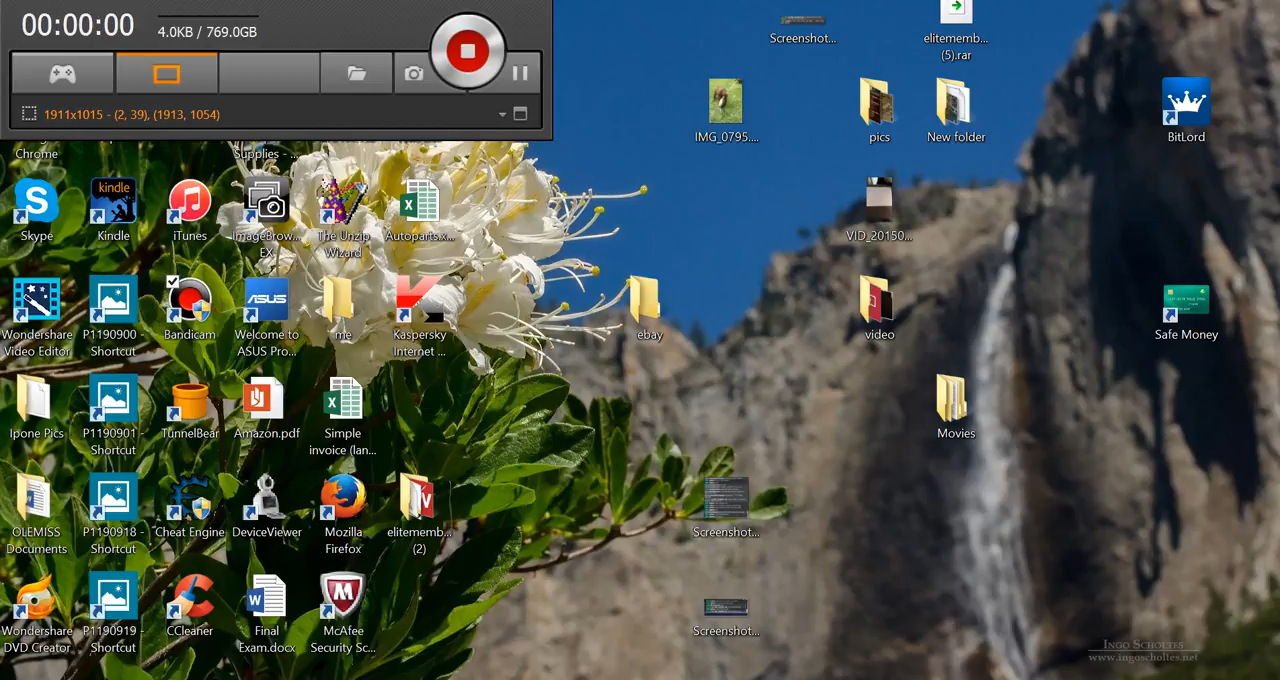 00:00:00
4.0KB / 769.0GB
1911x1015 - (2, 39), (1913, 1054)
Screenshot...
elitememb...
(5).rar
IMG_0795....
pics
New folder
BitLord
Chrome
Supplies - ...
Skype
kindle
Kindle
iTunes
ImageBrow...
EX
The Unzip
Wizard
Autoparts.x...
VID_20150...
Wondershare
Video Editor
P1190900 -
Shortcut
Bandicam
ASUS
Welcome to
ASUS Pro...
me
Kaspersky
Internet ...
ebay
video
Safe Money
Ipone Pics
P1190901 -
Shortcut
TunnelBear
Amazon.pdf
Simple
invoice (lan...
Movies
OLEMISS
Documents
P1190918 -
Shortcut
Cheat Engine
DeviceViewer
Mozilla
Firefox
elitememb...
(2)
Screenshot...
Wondershare
DVD Creator
P1190919 -
Shortcut
CCleaner
Final
Exam.docx
McAfee
Security Sc...
Screenshot...
INGO SCHOLTES
www.ingoscholtes.net